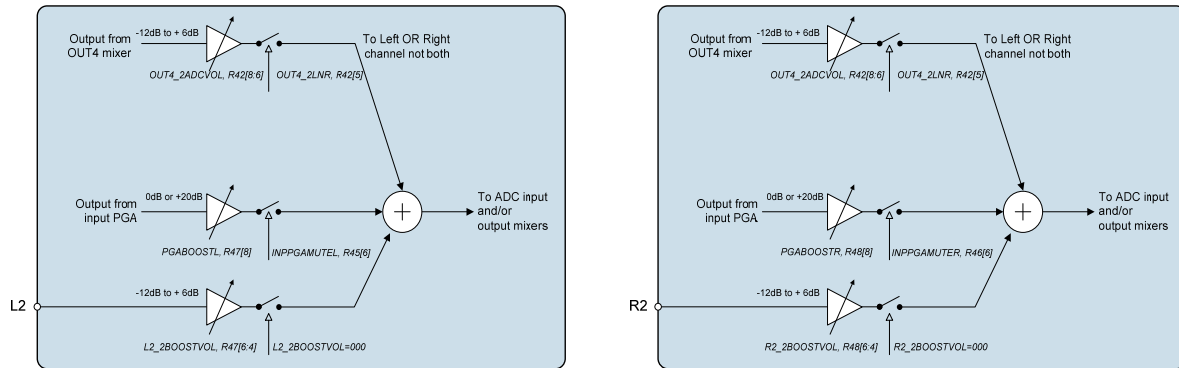 Output from
OUT4 mixer
-12dB to + 6dB
To Left OR Right
channel not both
OUT4_2ADCVOL, R42[8:6]
OUT4_2LNR, R42[5]
Output from
input PGA
0dB or +20dB
To ADC input
and/or
output mixers
PGABOOSTL, R47[8]
INPPGAMUTEL, R45[6]
L2
-12dB to + 6dB
L2_2BOOSTVOL, R47[6:4]
L2_2BOOSTVOL=000
Output from
OUT4 mixer
-12dB to + 6dB
To Left OR Right
channel not both
OUT4_2ADCVOL, R42[8:6]
OUT4_2LNR, R42[5]
Output from
input PGA
0dB or +20dB
To ADC input
and/or
output mixers
PGABOOSTR, R48[8]
INPPGAMUTER, R46[6]
R2
-12dB to + 6dB
R2_2BOOSTVOL, R48[6:4]
R2_2BOOSTVOL=000